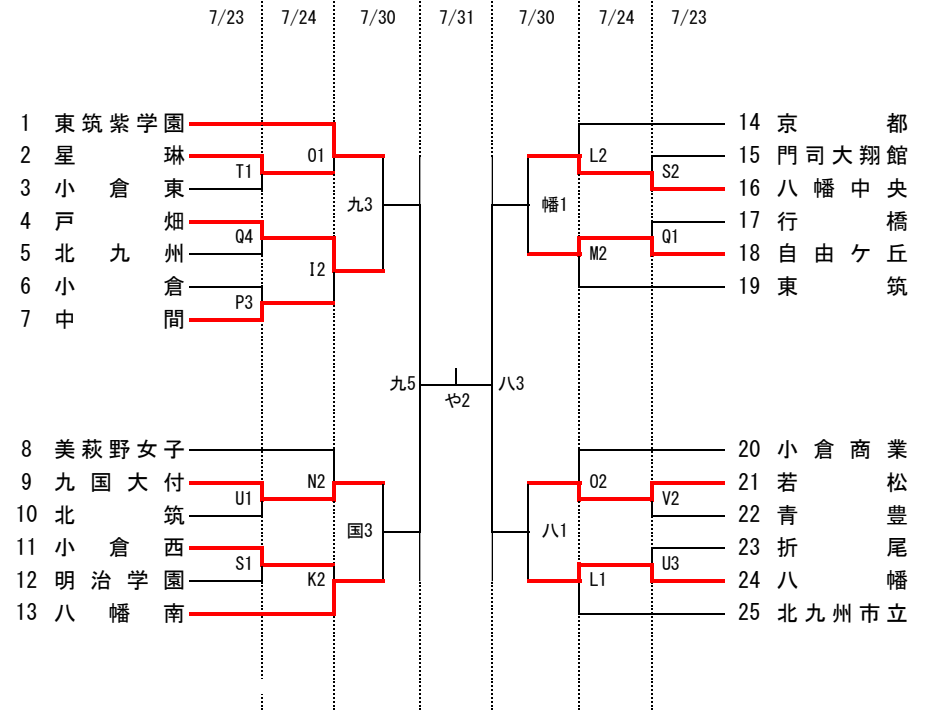 7/23 7/24 7/30 7/31 7/30 7/24 7/23
1 東筑紫学園
2 星琳
3 小倉東
4 戸畑
5 北九州
6 小倉
7 中間
T1
Q4
P3
O1
I2
九3
8 美萩野女子
9 九国大付
10 北筑
11 小倉西
12 明治学園
13 八幡南
U1
S1
N2
K2
国3
九5
や2
八3
14 京都
15 門司大翔館
16 八幡中央
17 行橋
18 自由ケ丘
19 東筑
L2
S2
Q1
M2
幡1
20 小倉商業
21 若松
22 青豊
23 折尾
24 八幡
25 北九州市立
O2
V2
U3
L1
八1